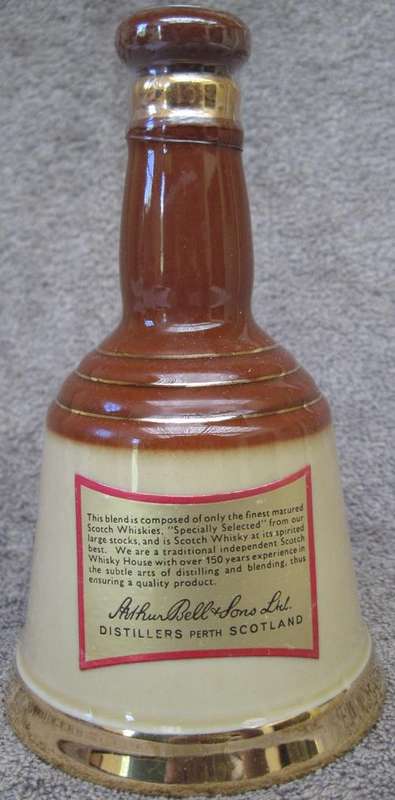 This blend is composed of only the finest matured
Scotch Whiskies, "Specially Selected" from our
large stocks, and is Scotch Whisky at its spirited
best. We are a traditional independent Scotch
Whisky House with over 150 years experience in
the subtle arts of distilling and blending, thus
ensuring a quality product.
Arthur Bell & Sons Ltd.
DISTILLERS PERTH SCOTLAND